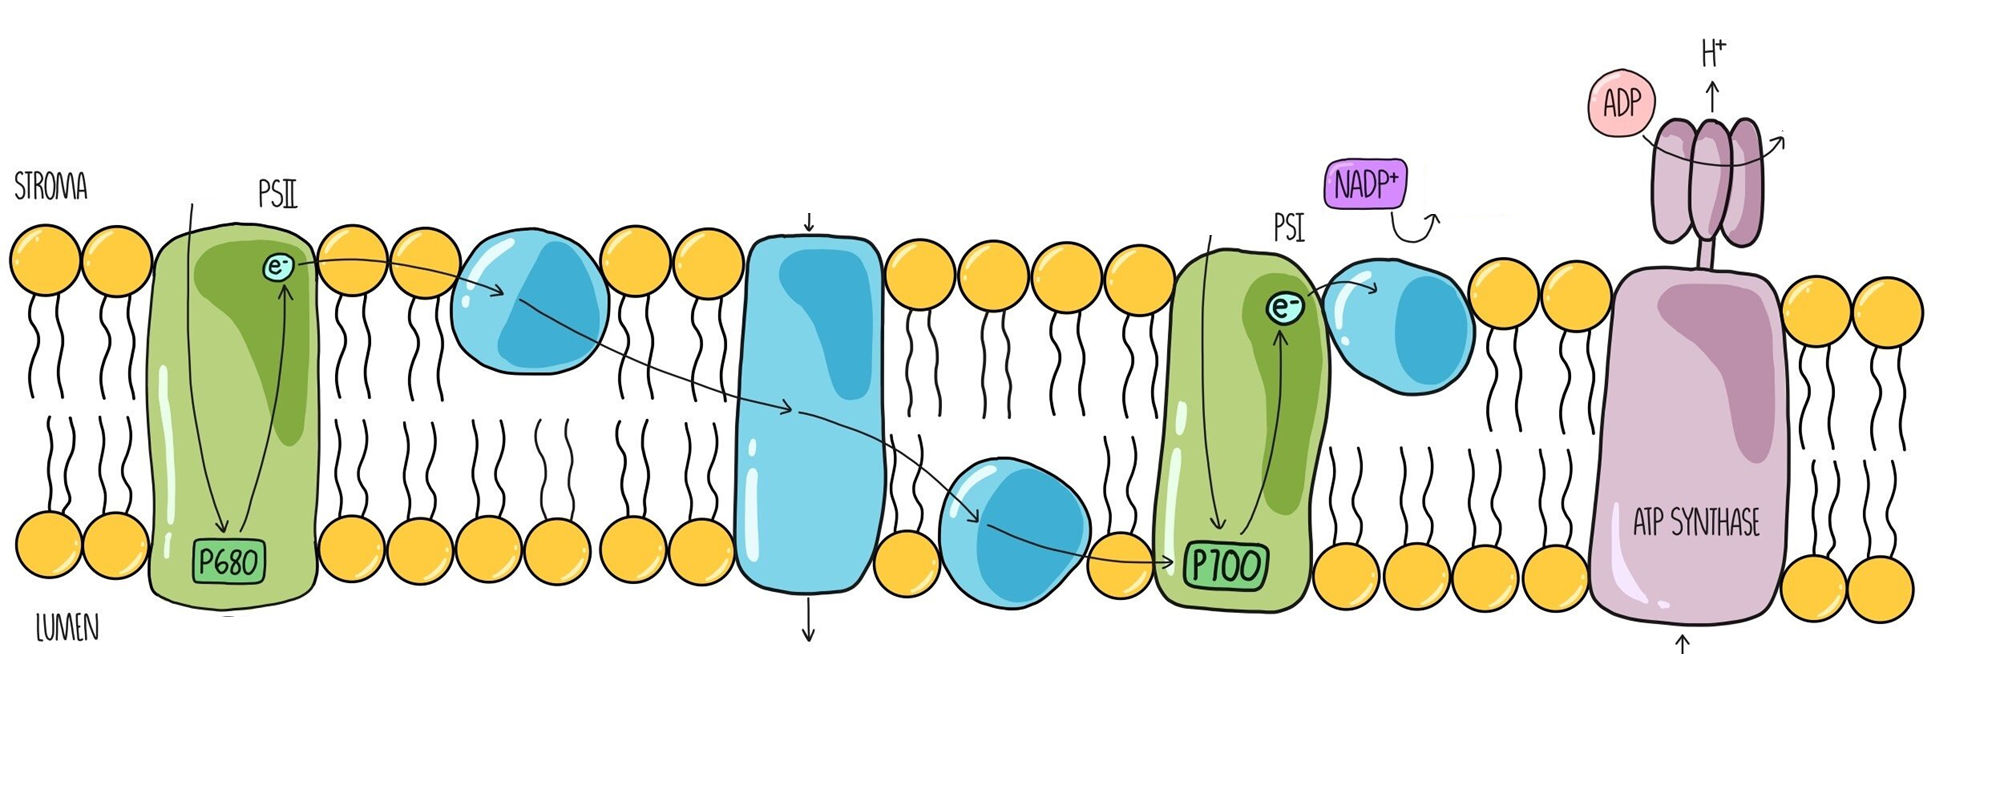 H⁺
ADP
NADP⁺
STROMA
PSII
PSI
e⁻
e⁻
ATP SYNTHASE
P680
P700
LUMEN